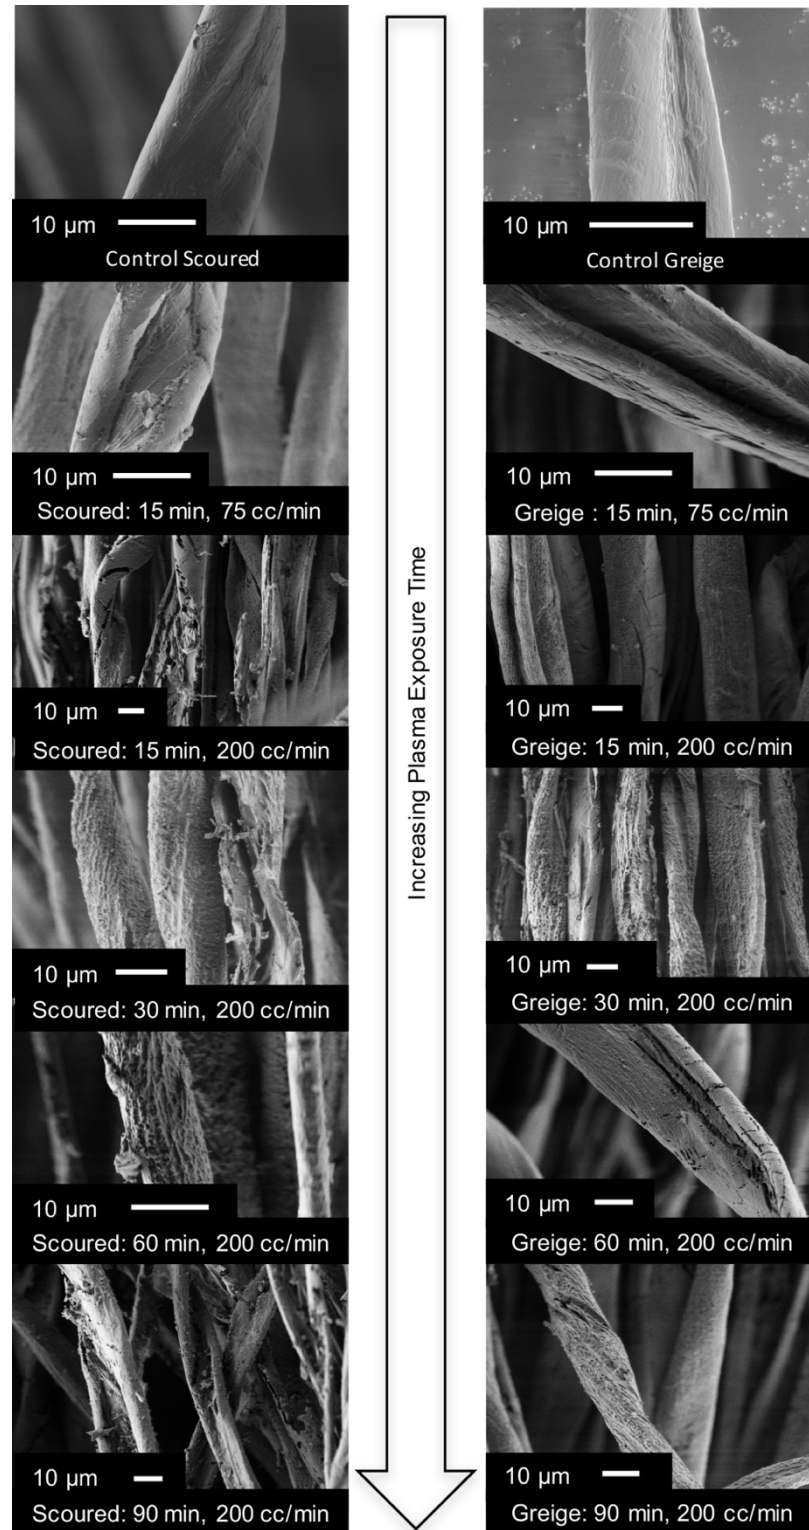 10 µm
Control Scoured
10 µm
Scoured: 15 min, 75 cc/min
10 µm
Scoured: 15 min, 200 cc/min
10 µm
Scoured: 30 min, 200 cc/min
10 µm
Scoured: 60 min, 200 cc/min
10 µm
Scoured: 90 min, 200 cc/min
Increasing Plasma Exposure Time
10 µm
Control Greige
10 µm
Greige : 15 min, 75 cc/min
10 µm
Greige: 15 min, 200 cc/min
10 µm
Greige: 30 min, 200 cc/min
10 µm
Greige: 60 min, 200 cc/min
10 µm
Greige: 90 min, 200 cc/min